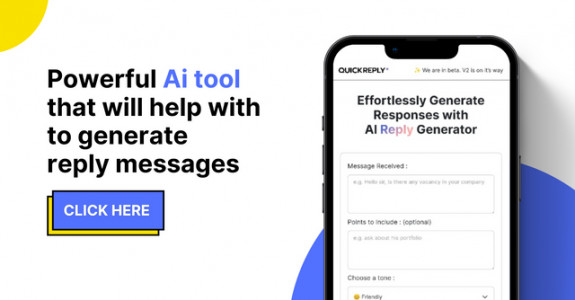 Powerful Ai tool
that will help with
to generate
reply messages
CLICK HERE
QUICKREPLY
✨ We are in beta. V2 is on it's way
Effortlessly Generate
Responses with
AI Reply Generator
Message Received :
e.g. Hello sir, is there any vacancy in your company
Points to include : (optional)
e.g. ask about my portfolio
Choose a tone :
😀 Friendly